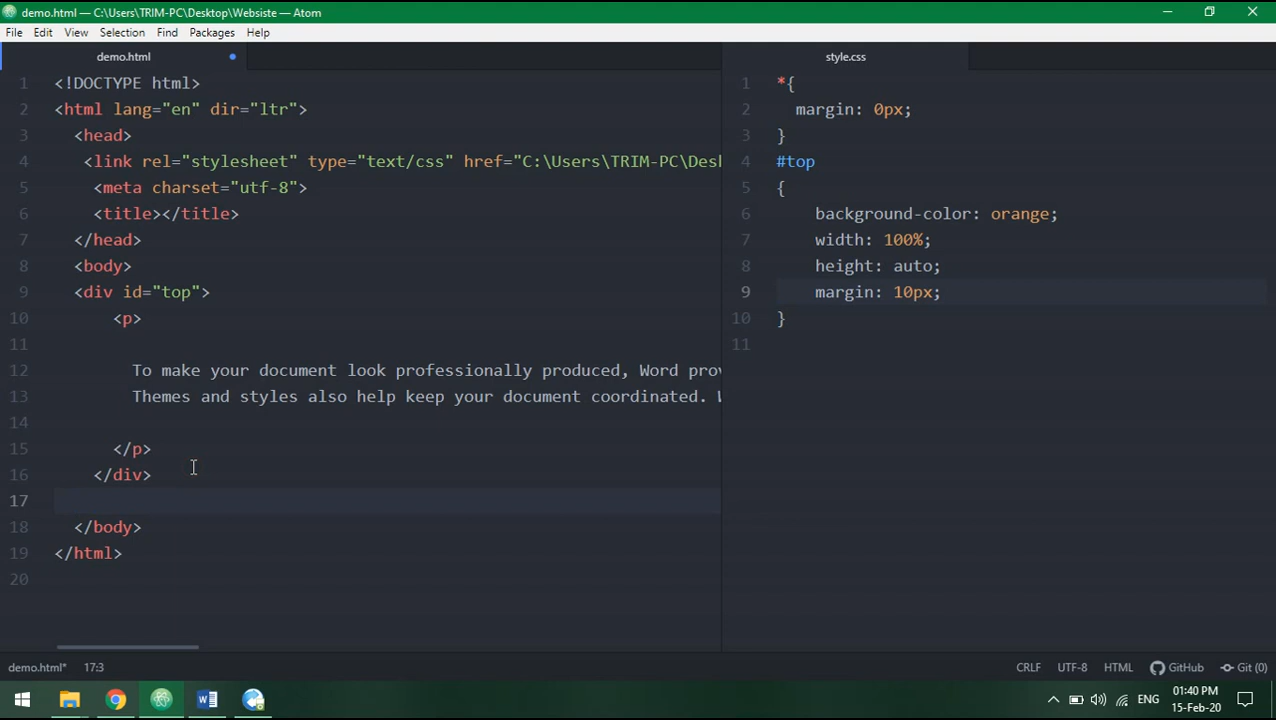 demo.html — C:\Users\TRIM-PC\Desktop\Websiste — Atom
File Edit View Selection Find Packages Help
demo.html
1 <!DOCTYPE html>
2 <html lang="en" dir="ltr">
3 <head>
4 <link rel="stylesheet" type="text/css" href="C:\Users\TRIM-PC\Desk
5 <meta charset="utf-8">
6 <title></title>
7 </head>
8 <body>
9 <div id="top">
10 <p>
11
12 To make your document look professionally produced, Word prov
13 Themes and styles also help keep your document coordinated. W
14
15 </p>
16 </div>
17
18 </body>
19 </html>
20
style.css
1 *{
2 margin: 0px;
3 }
4 #top
5 {
6 background-color: orange;
7 width: 100%;
8 height: auto;
9 margin: 10px;
10 }
11
demo.html* 17:3 CRLF UTF-8 HTML GitHub Git (0)
ENG
01:40 PM
15-Feb-20